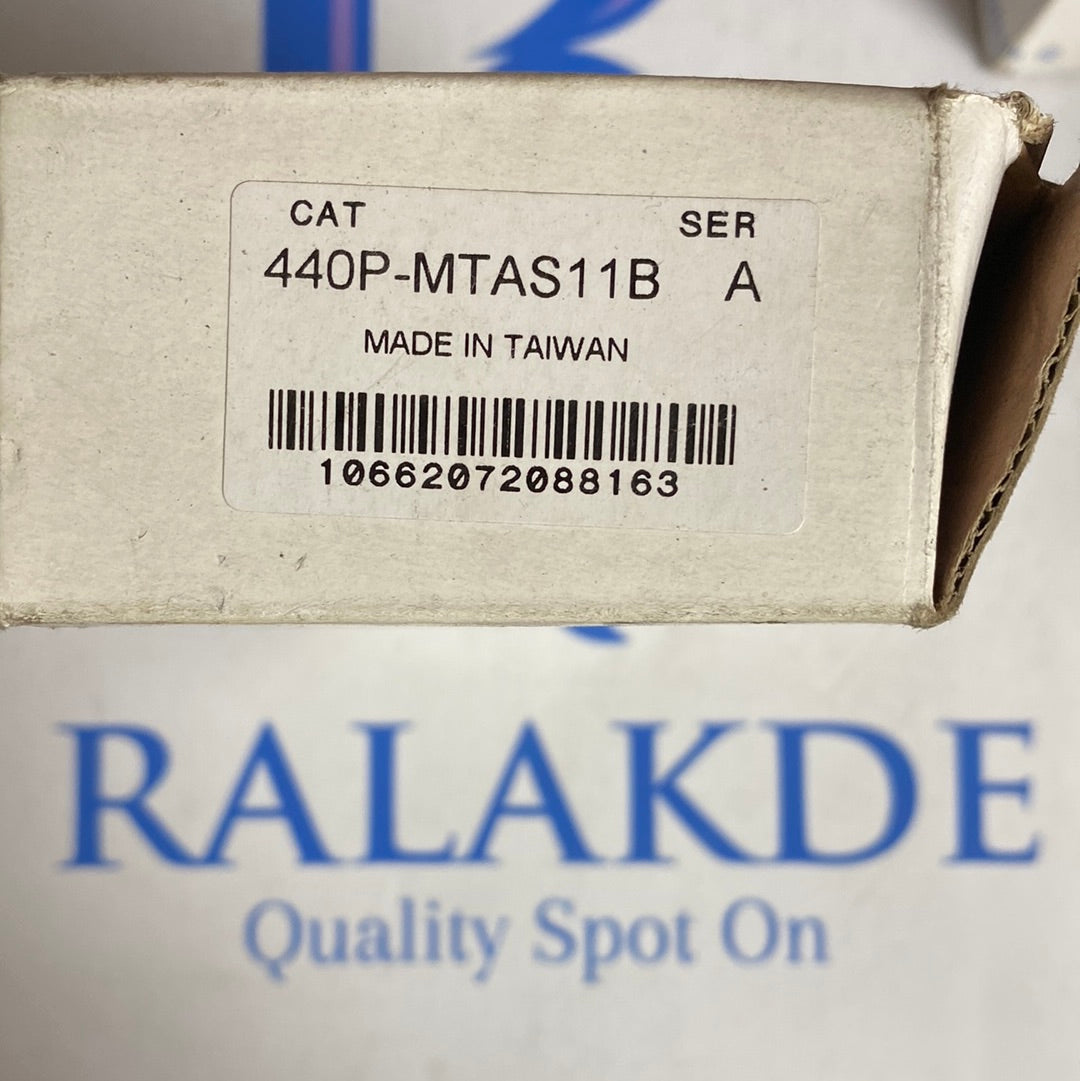 CAT SER
440P-MTAS11B A
MADE IN TAIWAN
10662072088163
RALAKDE
Quality Spot On